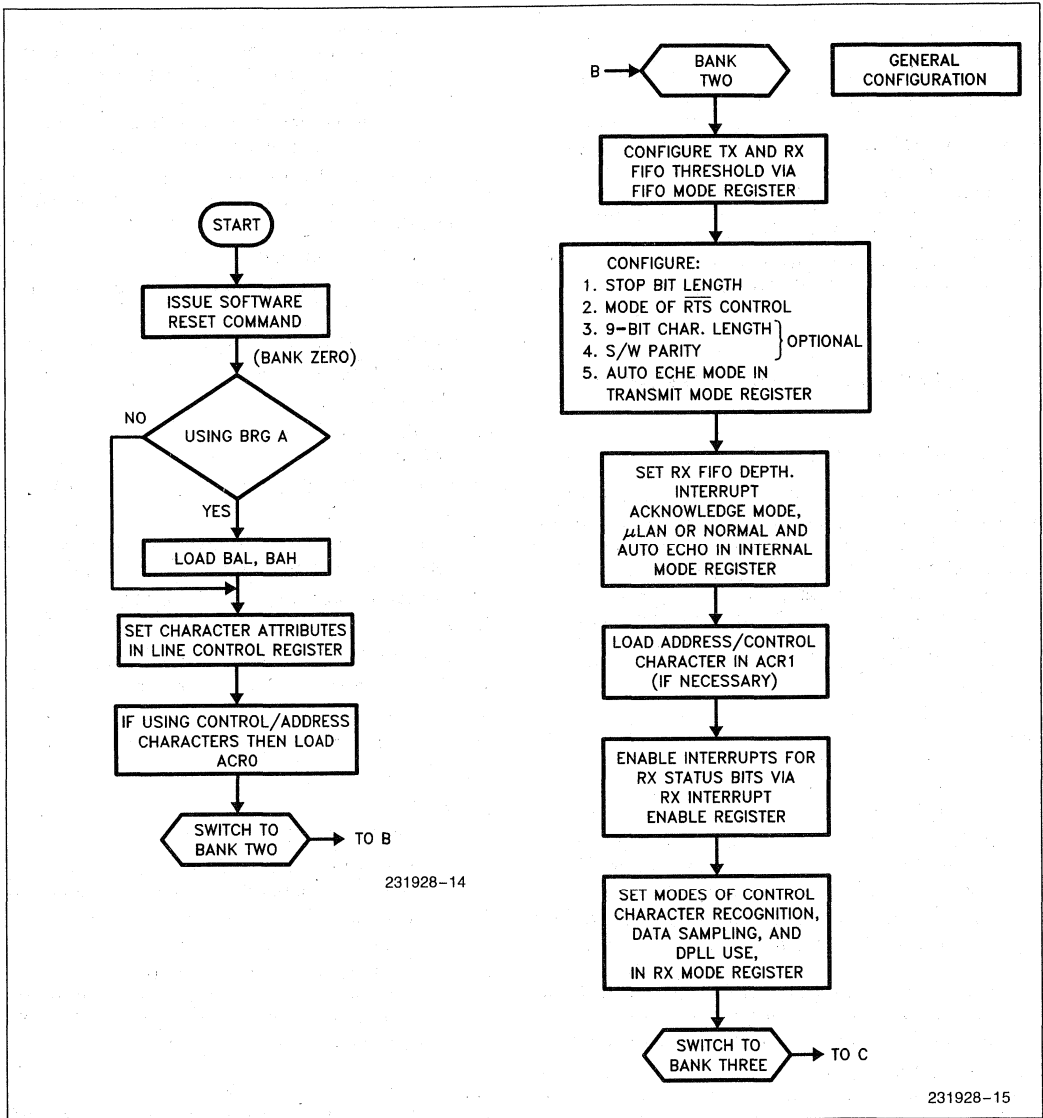 START
ISSUE SOFTWARE
RESET COMMAND
(BANK ZERO)
NO
USING BRG A
YES
LOAD BAL, BAH
SET CHARACTER ATTRIBUTES
IN LINE CONTROL REGISTER
IF USING CONTROL/ADDRESS
CHARACTERS THEN LOAD
ACR0
SWITCH TO
BANK TWO
TO B
231928-14
B
BANK
TWO
GENERAL
CONFIGURATION
CONFIGURE TX AND RX
FIFO THRESHOLD VIA
FIFO MODE REGISTER
CONFIGURE:
1. STOP BIT LENGTH
2. MODE OF R̅T̅S̅ CONTROL
3. 9-BIT CHAR. LENGTH
4. S/W PARITY
OPTIONAL
5. AUTO ECHE MODE IN
TRANSMIT MODE REGISTER
SET RX FIFO DEPTH.
INTERRUPT
ACKNOWLEDGE MODE,
μLAN OR NORMAL AND
AUTO ECHO IN INTERNAL
MODE REGISTER
LOAD ADDRESS/CONTROL
CHARACTER IN ACR1
(IF NECESSARY)
ENABLE INTERRUPTS FOR
RX STATUS BITS VIA
RX INTERRUPT
ENABLE REGISTER
SET MODES OF CONTROL
CHARACTER RECOGNITION,
DATA SAMPLING, AND
DPLL USE,
IN RX MODE REGISTER
SWITCH TO
BANK THREE
TO C
231928-15